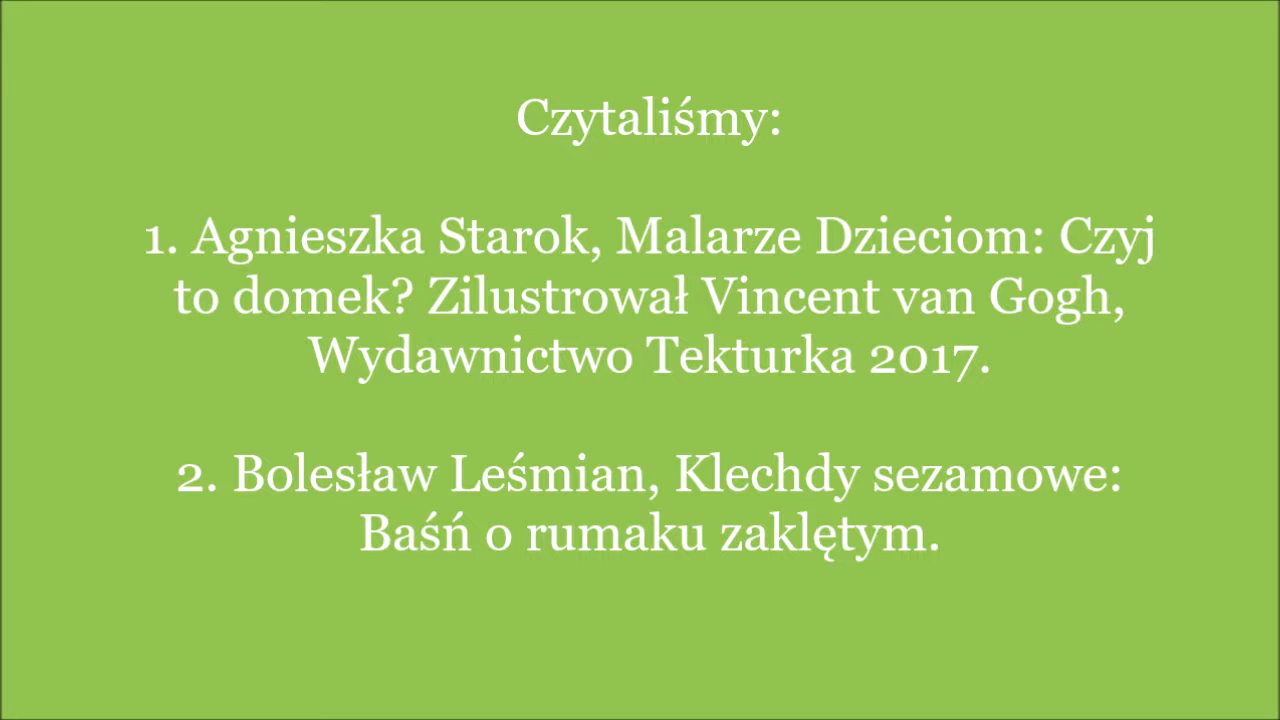 Czytaliśmy:
1. Agnieszka Starok, Malarze Dzieciom: Czyj
to domek? Zilustrował Vincent van Gogh,
Wydawnictwo Tekturka 2017.
2. Bolesław Leśmian, Klechdy sezamowe:
Baśń o rumaku zaklętym.